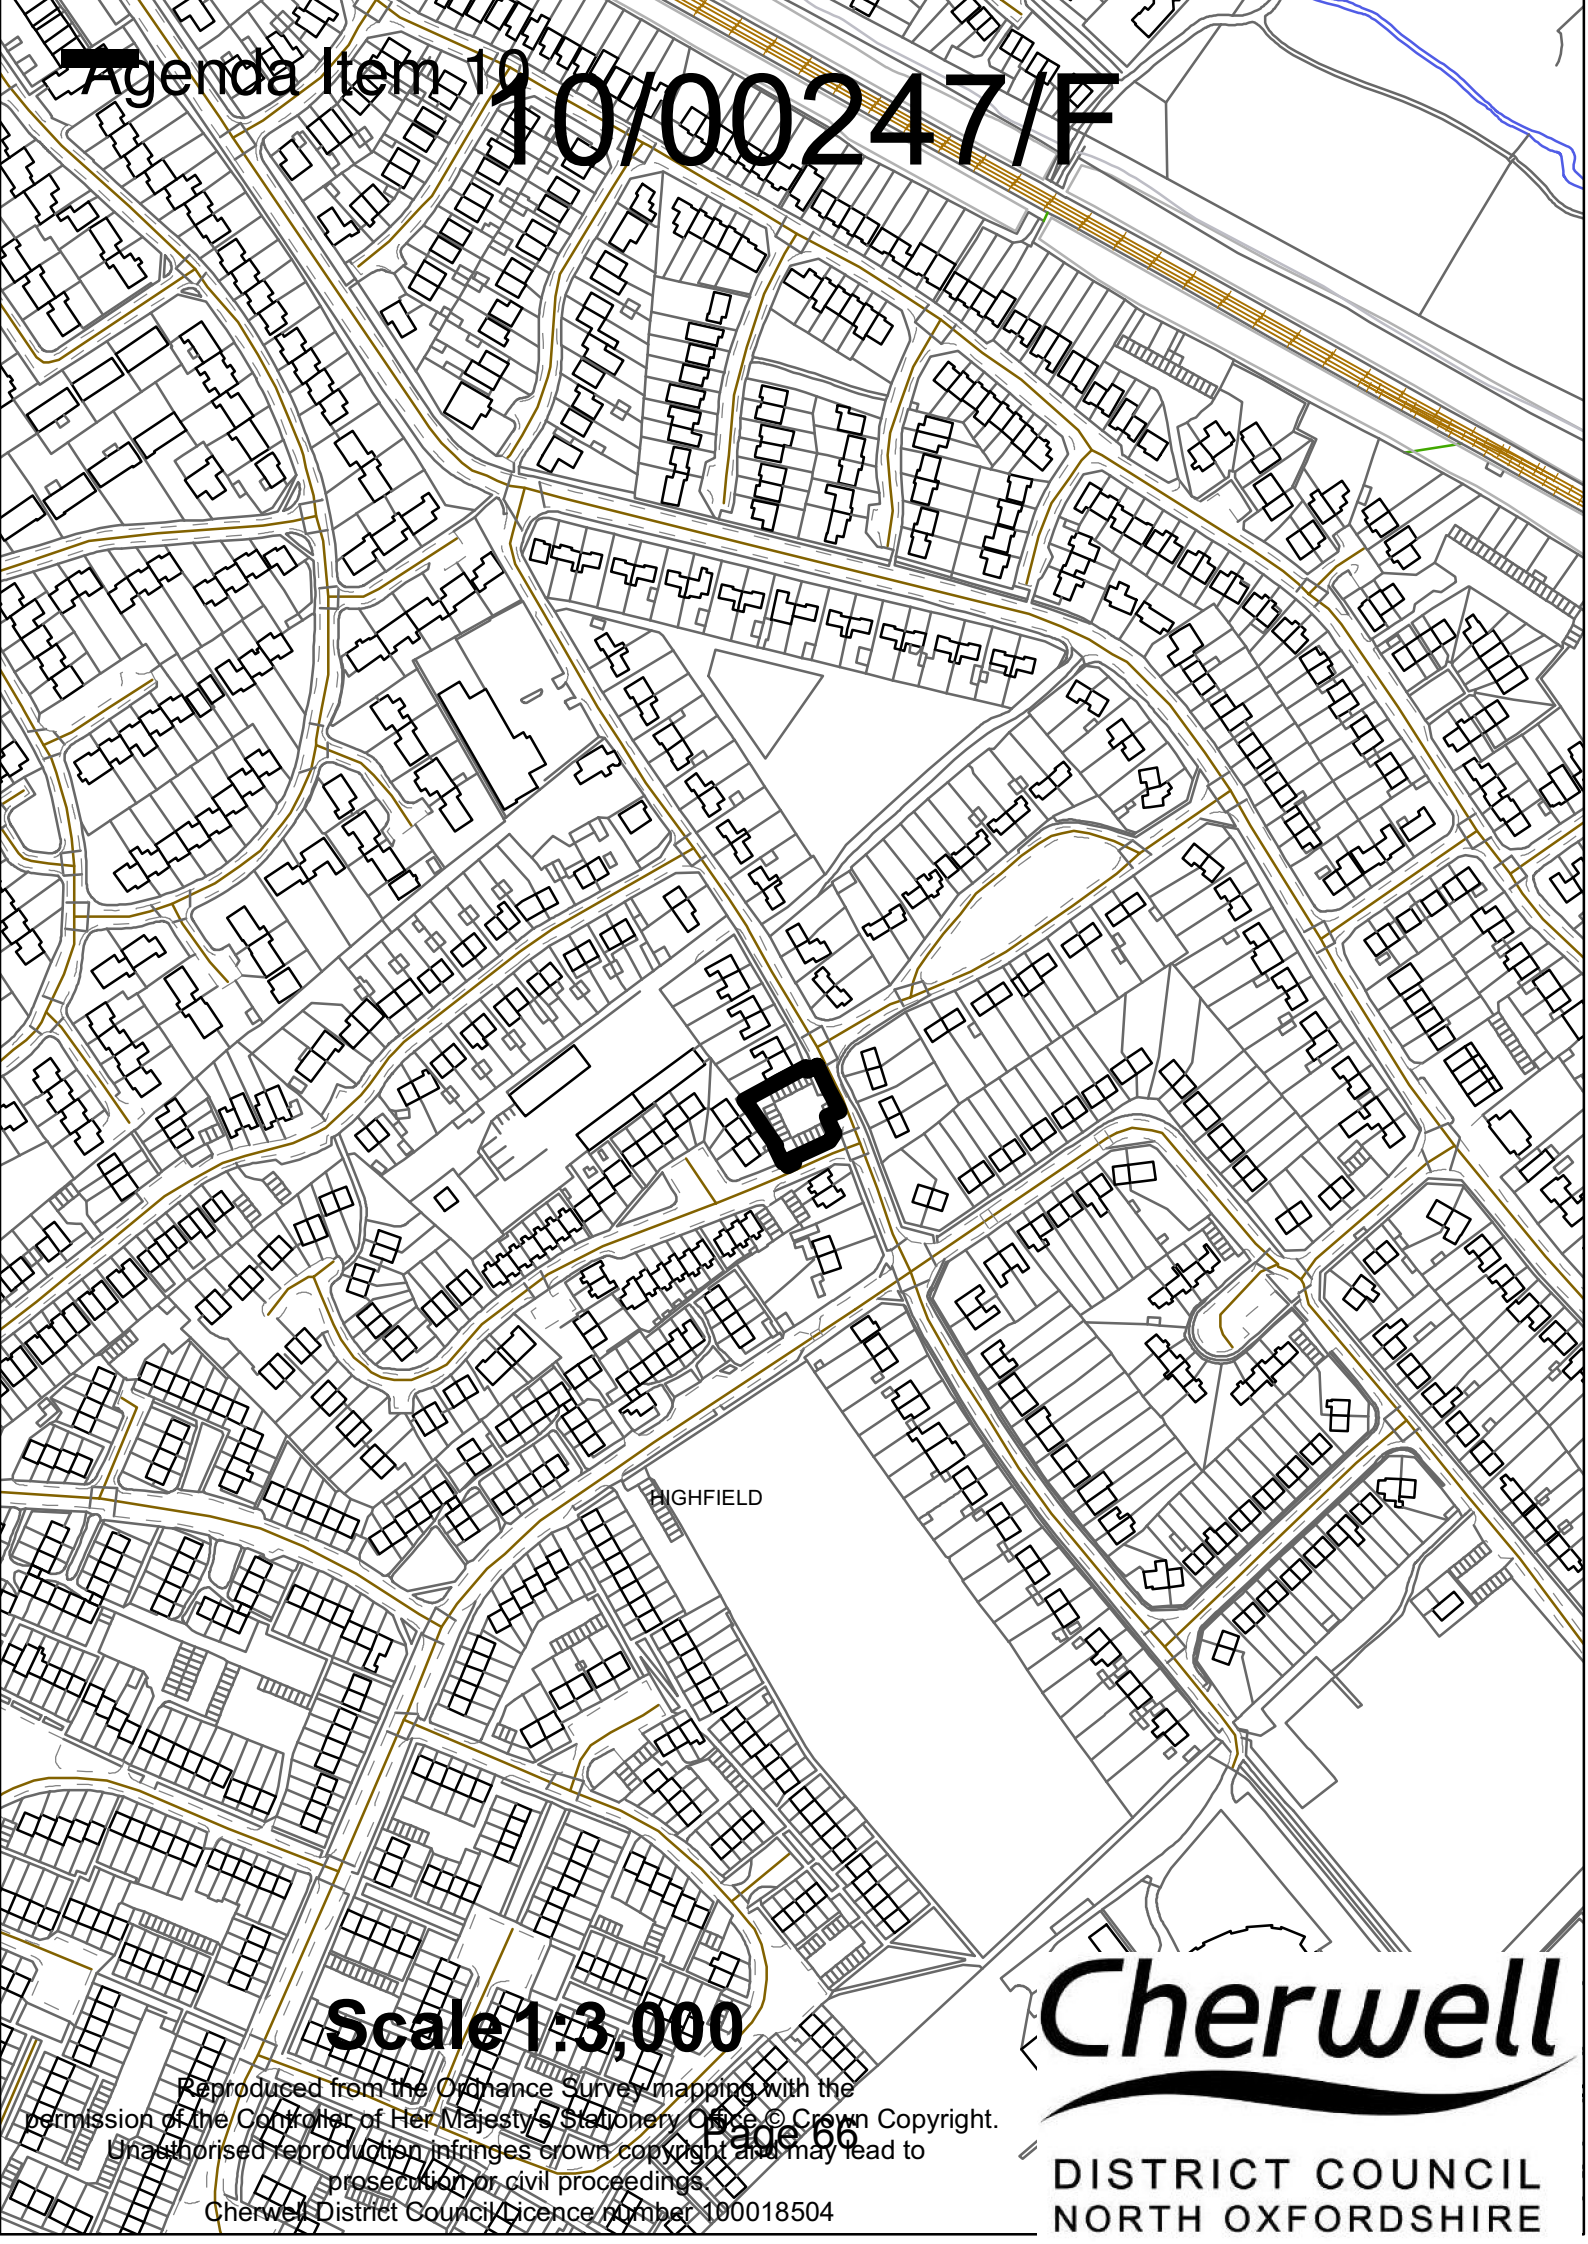 Agenda Item 10
10/00247/F
HIGHFIELD
Scale 1:3,000
Reproduced from the Ordnance Survey mapping with the
permission of the Controller of Her Majesty's Stationery Office © Crown Copyright.
Unauthorised reproduction infringes crown copyright and may lead to
prosecution or civil proceedings.
Cherwell District Council Licence number 100018504
Page 66
Cherwell
DISTRICT COUNCIL
NORTH OXFORDSHIRE